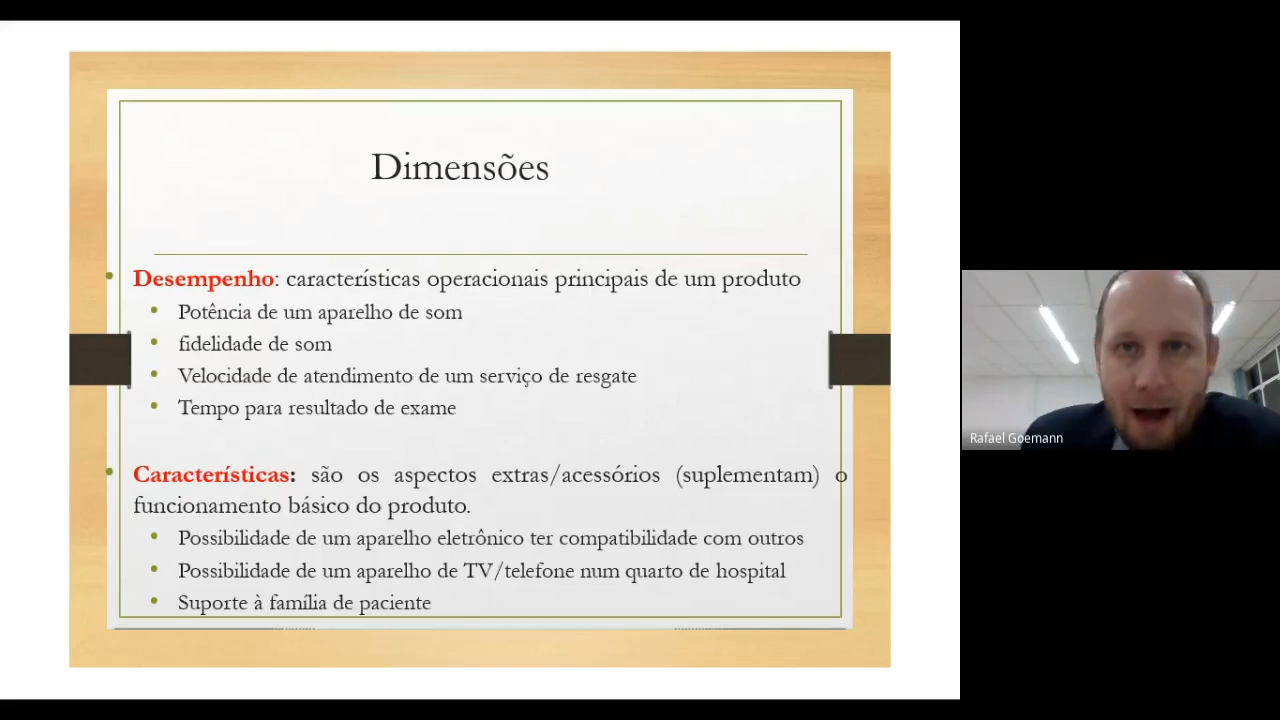 Dimensões
• Desempenho: características operacionais principais de um produto
• Potência de um aparelho de som
• fidelidade de som
• Velocidade de atendimento de um serviço de resgate
• Tempo para resultado de exame
• Características: são os aspectos extras/acessórios (suplementam) o
funcionamento básico do produto.
• Possibilidade de um aparelho eletrônico ter compatibilidade com outros
• Possibilidade de um aparelho de TV/telefone num quarto de hospital
• Suporte à família de paciente
Rafael Goemann